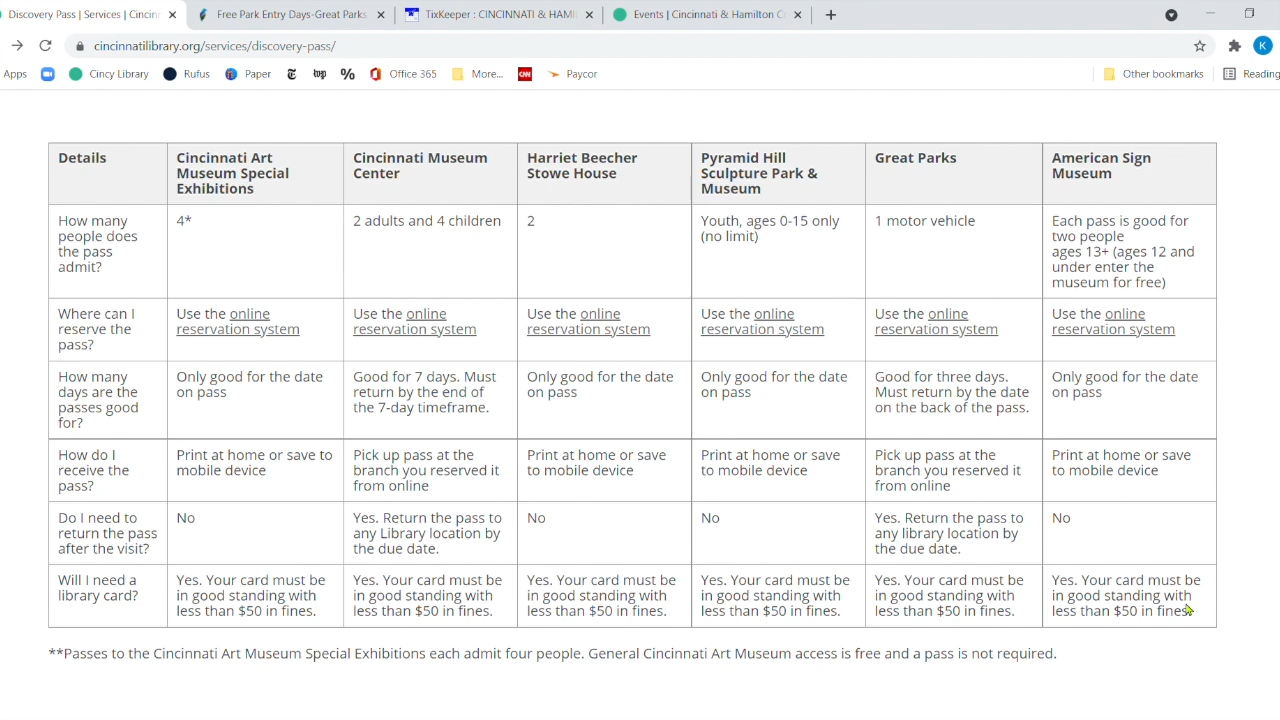 Discovery Pass | Services | Cincin
Free Park Entry Days-Great Parks
TixKeeper : CINCINNATI & HAMI
Events | Cincinnati & Hamilton C
cincinnatilibrary.org/services/discovery-pass/
K
Apps
Cincy Library
Rufus
Paper
wp
%
Office 365
More...
CNN
Paycor
Other bookmarks
Reading
Details
Cincinnati Art
Museum Special
Exhibitions
Cincinnati Museum
Center
Harriet Beecher
Stowe House
Pyramid Hill
Sculpture Park &
Museum
Great Parks
American Sign
Museum
How many
people does
the pass
admit?
4*
2 adults and 4 children
2
Youth, ages 0-15 only
(no limit)
1 motor vehicle
Each pass is good for
two people
ages 13+ (ages 12 and
under enter the
museum for free)
Where can I
reserve the
pass?
Use the online
reservation system
Use the online
reservation system
Use the online
reservation system
Use the online
reservation system
Use the online
reservation system
Use the online
reservation system
How many
days are the
passes good
for?
Only good for the date
on pass
Good for 7 days. Must
return by the end of
the 7-day timeframe.
Only good for the date
on pass
Only good for the date
on pass
Good for three days.
Must return by the date
on the back of the pass.
Only good for the date
on pass
How do I
receive the
pass?
Print at home or save to
mobile device
Pick up pass at the
branch you reserved it
from online
Print at home or save
to mobile device
Print at home or save
to mobile device
Pick up pass at the
branch you reserved it
from online
Print at home or save
to mobile device
Do I need to
return the pass
after the visit?
No
Yes. Return the pass to
any Library location by
the due date.
No
No
Yes. Return the pass to
any library location by
the due date.
No
Will I need a
library card?
Yes. Your card must be
in good standing with
less than $50 in fines.
Yes. Your card must be
in good standing with
less than $50 in fines.
Yes. Your card must be
in good standing with
less than $50 in fines.
Yes. Your card must be
in good standing with
less than $50 in fines.
Yes. Your card must be
in good standing with
less than $50 in fines.
Yes. Your card must be
in good standing with
less than $50 in fines.
**Passes to the Cincinnati Art Museum Special Exhibitions each admit four people. General Cincinnati Art Museum access is free and a pass is not required.